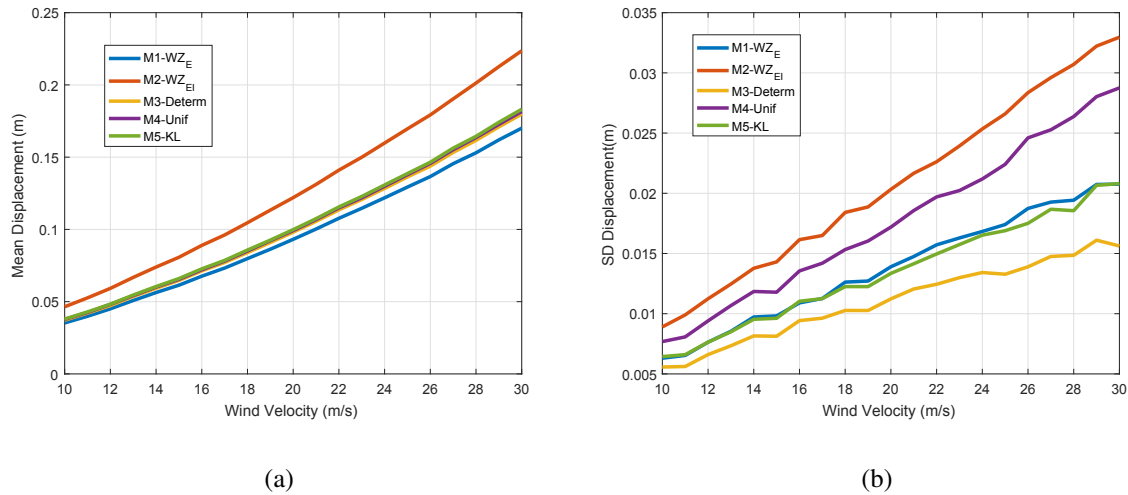 0.25
0.2
0.15
0.1
0.05
0
Mean Displacement (m)
M1-WZE
M2-WZEI
M3-Determ
M4-Unif
M5-KL
10 12 14 16 18 20 22 24 26 28 30
Wind Velocity (m/s)
(a)
0.04
0.035
0.03
0.025
0.02
0.015
0.01
0.005
SD Displacement(m)
M1-WZE
M2-WZEI
M3-Determ
M4-Unif
M5-KL
10 12 14 16 18 20 22 24 26 28 30
Wind Velocity (m/s)
(b)